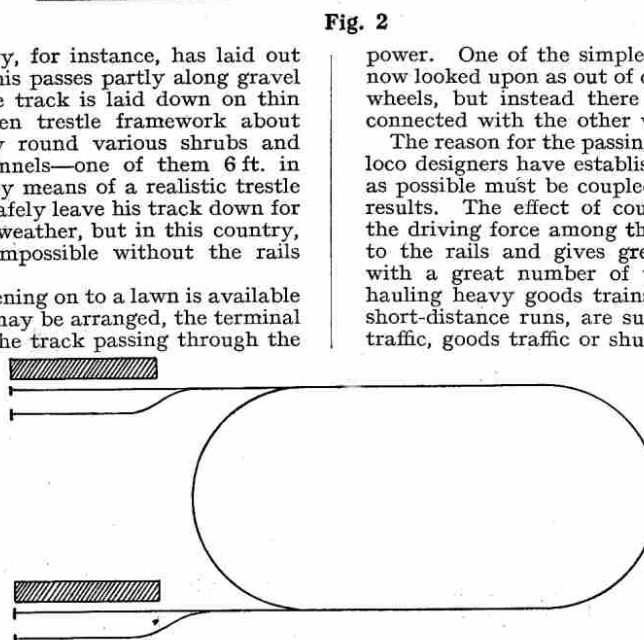 Fig. 2
y, for instance, has laid out
his passes partly along gravel
e track is laid down on thin
en trestle framework about
y round various shrubs and
nnels—one of them 6 ft. in
y means of a realistic trestle
afely leave his track down for
weather, but in this country,
mpossible without the rails
ening on to a lawn is available
may be arranged, the terminal
he track passing through the
power. One of the simple
now looked upon as out of
wheels, but instead there
connected with the other
The reason for the passin
loco designers have establis
as possible must be couple
results. The effect of cou
the driving force among th
to the rails and gives gre
with a great number of
hauling heavy goods train
short-distance runs, are su
traffic, goods traffic or shu